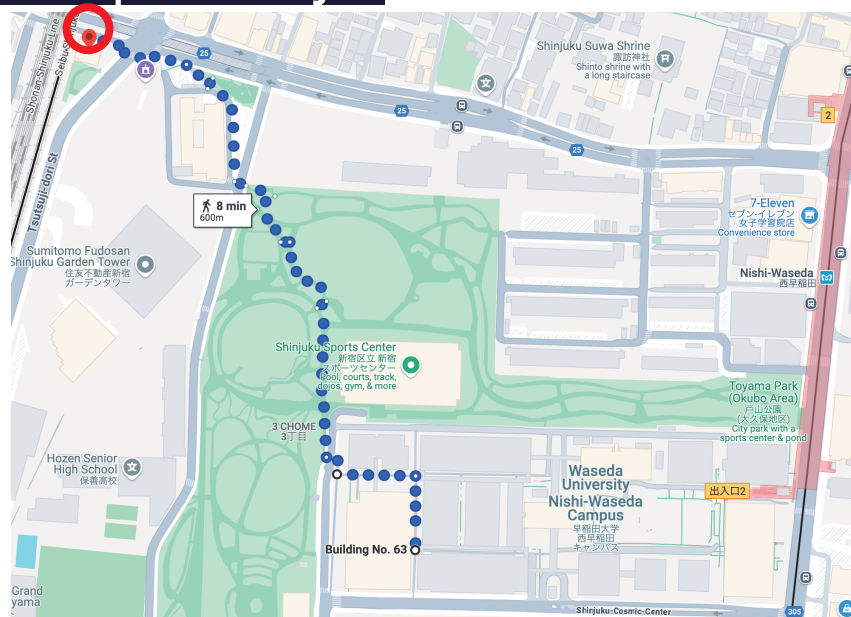 Shonan-Shinjuku Line
25
Shinjuku Suwa Shrine
諏訪神社
Shinto shrine with
a long staircase
25
2
25
Tsutsuji-dori St
8 min
600m
7-Eleven
セブン-イレブン
女子学習院店
Convenience store
Sumitomo Fudosan
Shinjuku Garden Tower
住友不動産新宿
ガーデンタワー
Nishi-Waseda
西早稲田
Shinjuku Sports Center
新宿区立 新宿
スポーツセンター
Pool, courts, track,
dojos, gym, & more
Toyama Park
(Okubo Area)
戸山公園
(大久保地区)
City park with a
sports center & pond
3 CHOME
3丁目
Hozen Senior
High School
保善高校
Waseda
University
Nishi-Waseda
Campus
早稲田大学
西早稲田
キャンパス
出入口2
Building No. 63
Grand
yama
Shinjuku-Cosmic-Center
305